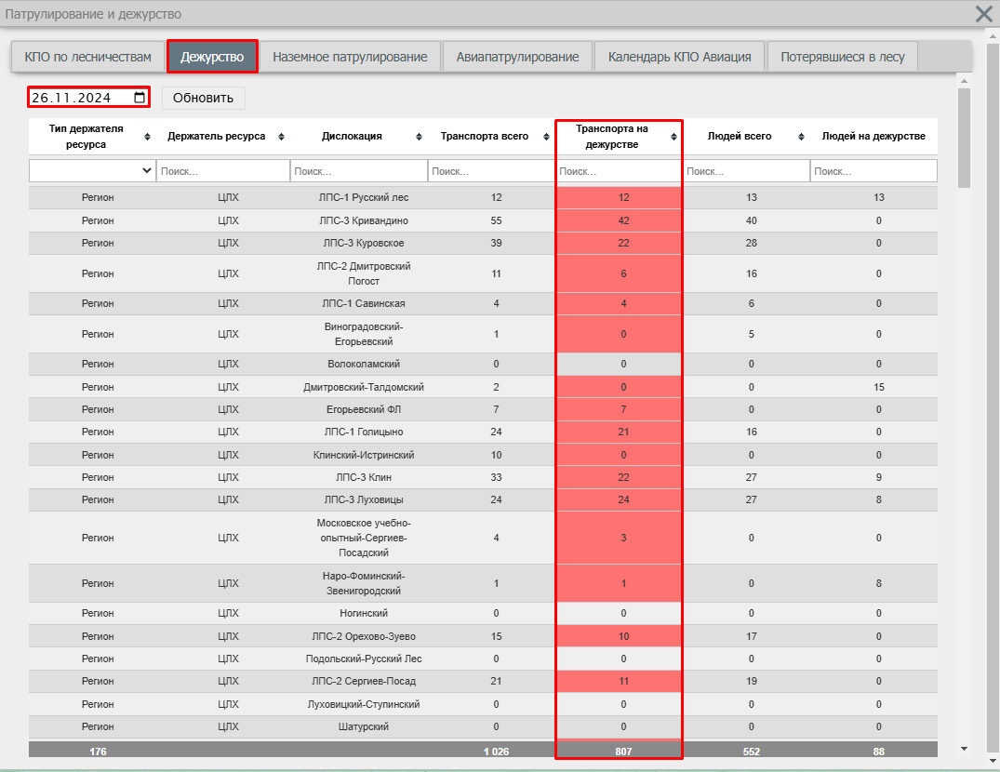 Патрулирование и дежурство
КПО по лесничествам Дежурство Наземное патрулирование Авиапатрулирование Календарь КПО Авиация Потерявшиеся в лесу
26.11.2024 Обновить
Тип держателя ресурса Держатель ресурса Дислокация Транспорта всего Транспорта на дежурстве Людей всего Людей на дежурстве
Поиск... Поиск... Поиск... Поиск... Поиск... Поиск...
Регион ЦЛХ ЛПС-1 Русский лес 12 12 13 13
Регион ЦЛХ ЛПС-3 Кривандино 55 42 40 0
Регион ЦЛХ ЛПС-3 Куровское 39 22 28 0
Регион ЦЛХ ЛПС-2 Дмитровский Погост 11 6 16 0
Регион ЦЛХ ЛПС-1 Савинская 4 4 6 0
Регион ЦЛХ Виноградовский-Егорьевский 1 0 5 0
Регион ЦЛХ Волоколамский 0 0 0 0
Регион ЦЛХ Дмитровский-Талдомский 2 0 0 15
Регион ЦЛХ Егорьевский ФЛ 7 7 0 0
Регион ЦЛХ ЛПС-1 Голицыно 24 21 16 0
Регион ЦЛХ Клинский-Истринский 10 0 0 0
Регион ЦЛХ ЛПС-3 Клин 33 22 27 9
Регион ЦЛХ ЛПС-3 Луховицы 24 24 27 8
Регион ЦЛХ Московское учебно-опытный-Сергиев-Посадский 4 3 0 0
Регион ЦЛХ Наро-Фоминский-Звенигородский 1 1 0 8
Регион ЦЛХ Ногинский 0 0 0 0
Регион ЦЛХ ЛПС-2 Орехово-Зуево 15 10 17 0
Регион ЦЛХ Подольский-Русский Лес 0 0 0 0
Регион ЦЛХ ЛПС-2 Сергиев-Посад 21 11 19 0
Регион ЦЛХ Луховицкий-Ступинский 0 0 0 0
Регион ЦЛХ Шатурский 0 0 0 0
176 1 026 807 552 88